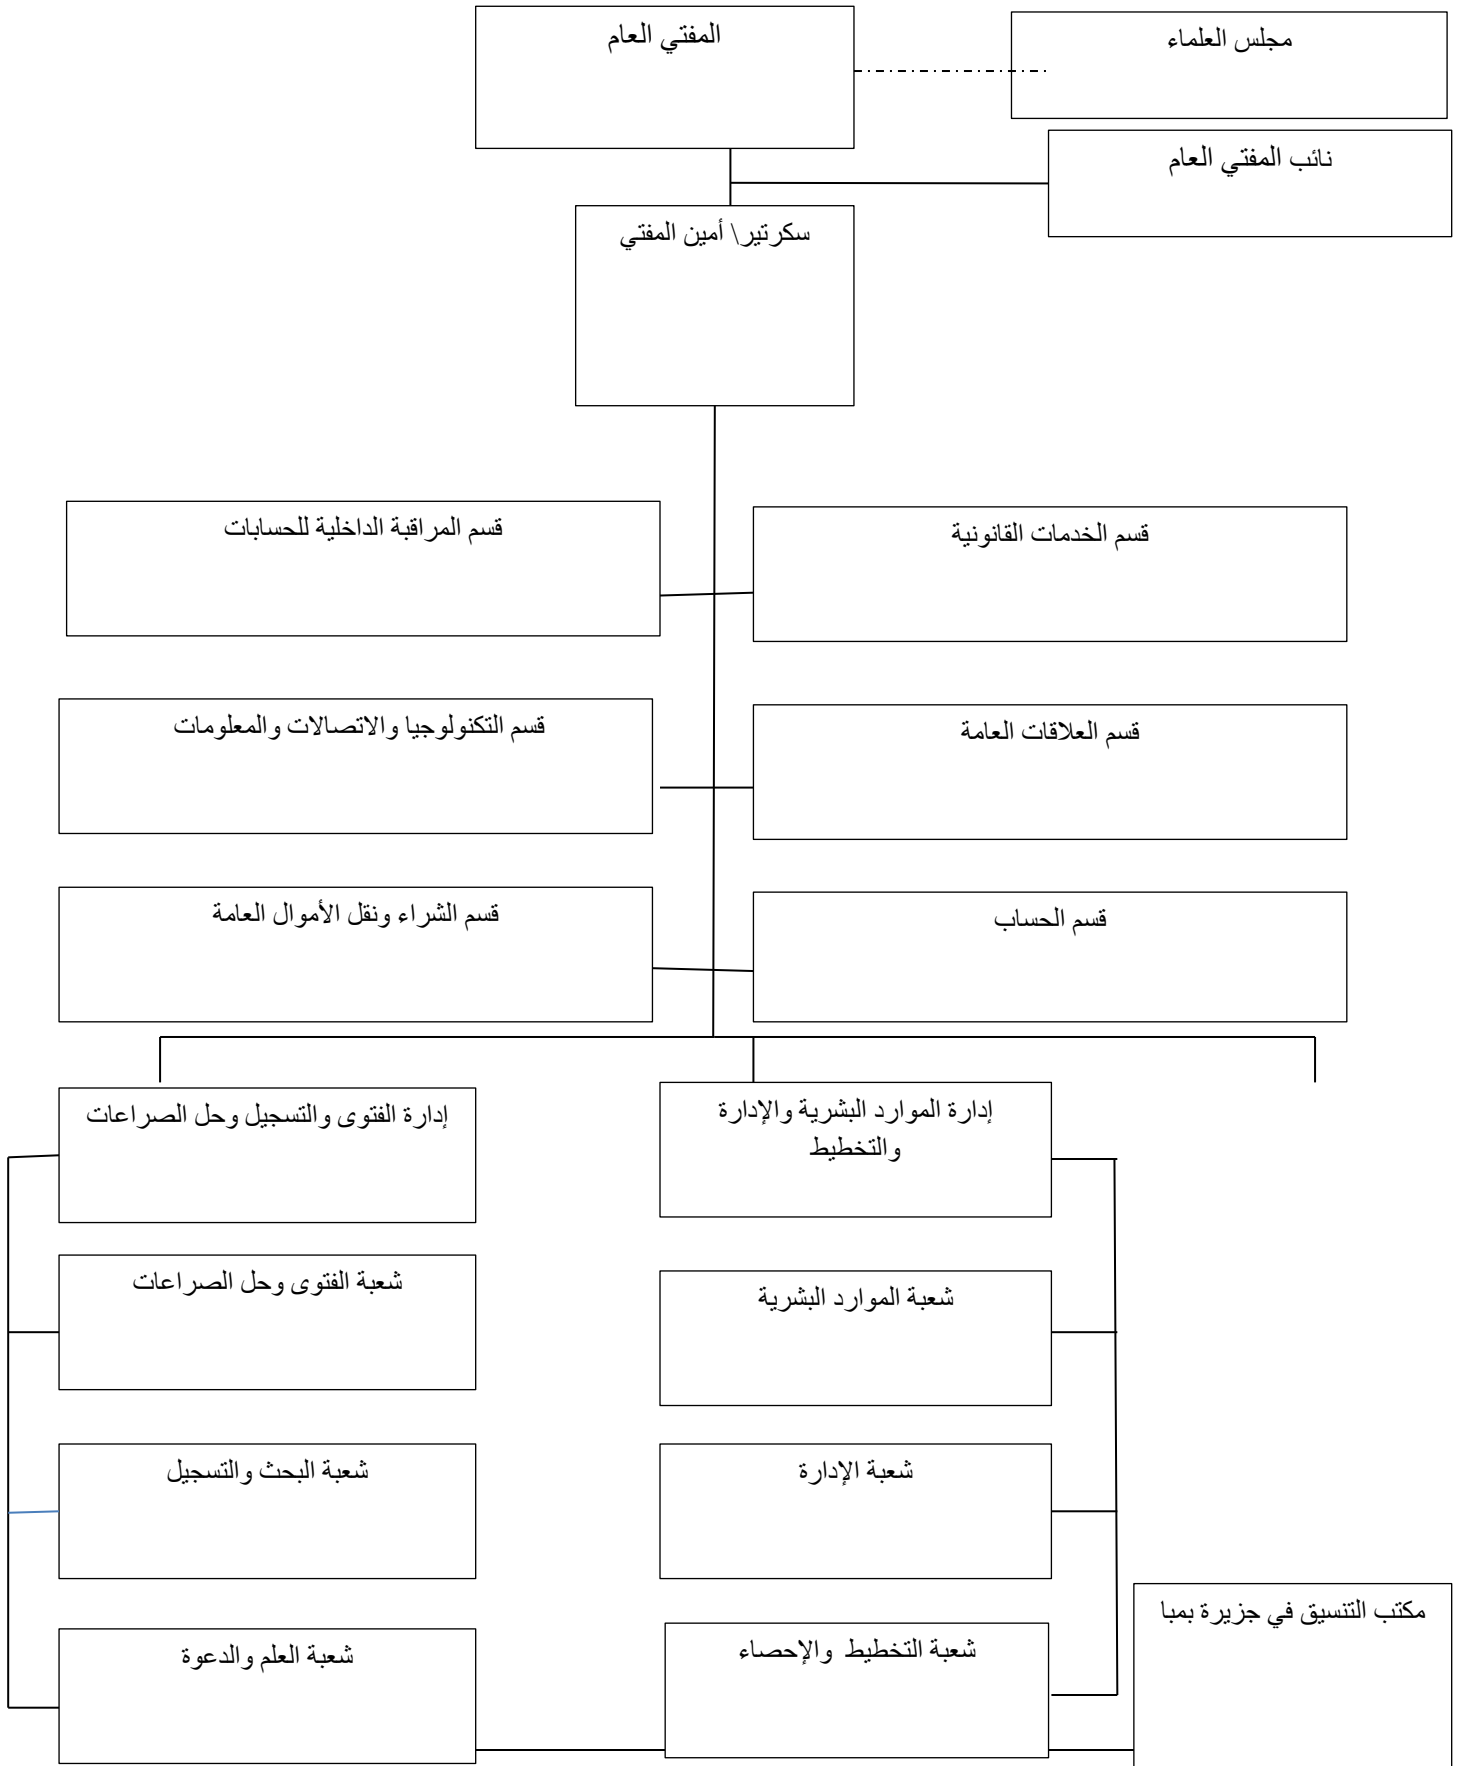 مجلس العلماء
المفتي العام
نائب المفتي العام
سكرتير\ أمين المفتي
قسم الخدمات القانونية
قسم المراقبة الداخلية للحسابات
قسم العلاقات العامة
قسم التكنولوجيا والاتصالات والمعلومات
قسم الحساب
قسم الشراء ونقل الأموال العامة
إدارة الموارد البشرية والإدارة
والتخطيط
إدارة الفتوى والتسجيل وحل الصراعات
شعبة الموارد البشرية
شعبة الفتوى وحل الصراعات
شعبة الإدارة
شعبة البحث والتسجيل
مكتب التنسيق في جزيرة بمبا
شعبة التخطيط والإحصاء
شعبة العلم والدعوة